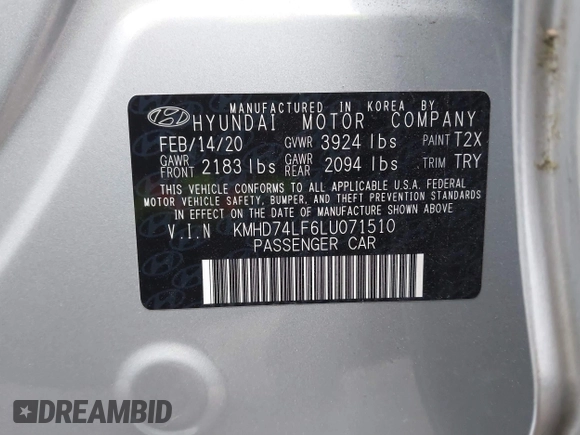 MANUFACTURED IN KOREA BY
HYUNDAI MOTOR COMPANY
FEB/14/20 GVWR 3924 lbs PAINT T2X
GAWR FRONT 2183 lbs GAWR REAR 2094 lbs TRIM TRY
THIS VEHICLE CONFORMS TO ALL APPLICABLE U.S.A. FEDERAL
MOTOR VEHICLE SAFETY, BUMPER, AND THEFT PREVENTION
STANDARDS IN EFFECT ON THE DATE OF MANUFACTURE SHOWN ABOVE.
V.I.N KMHD74LF6LU071510
PASSENGER CAR
DREAMBID